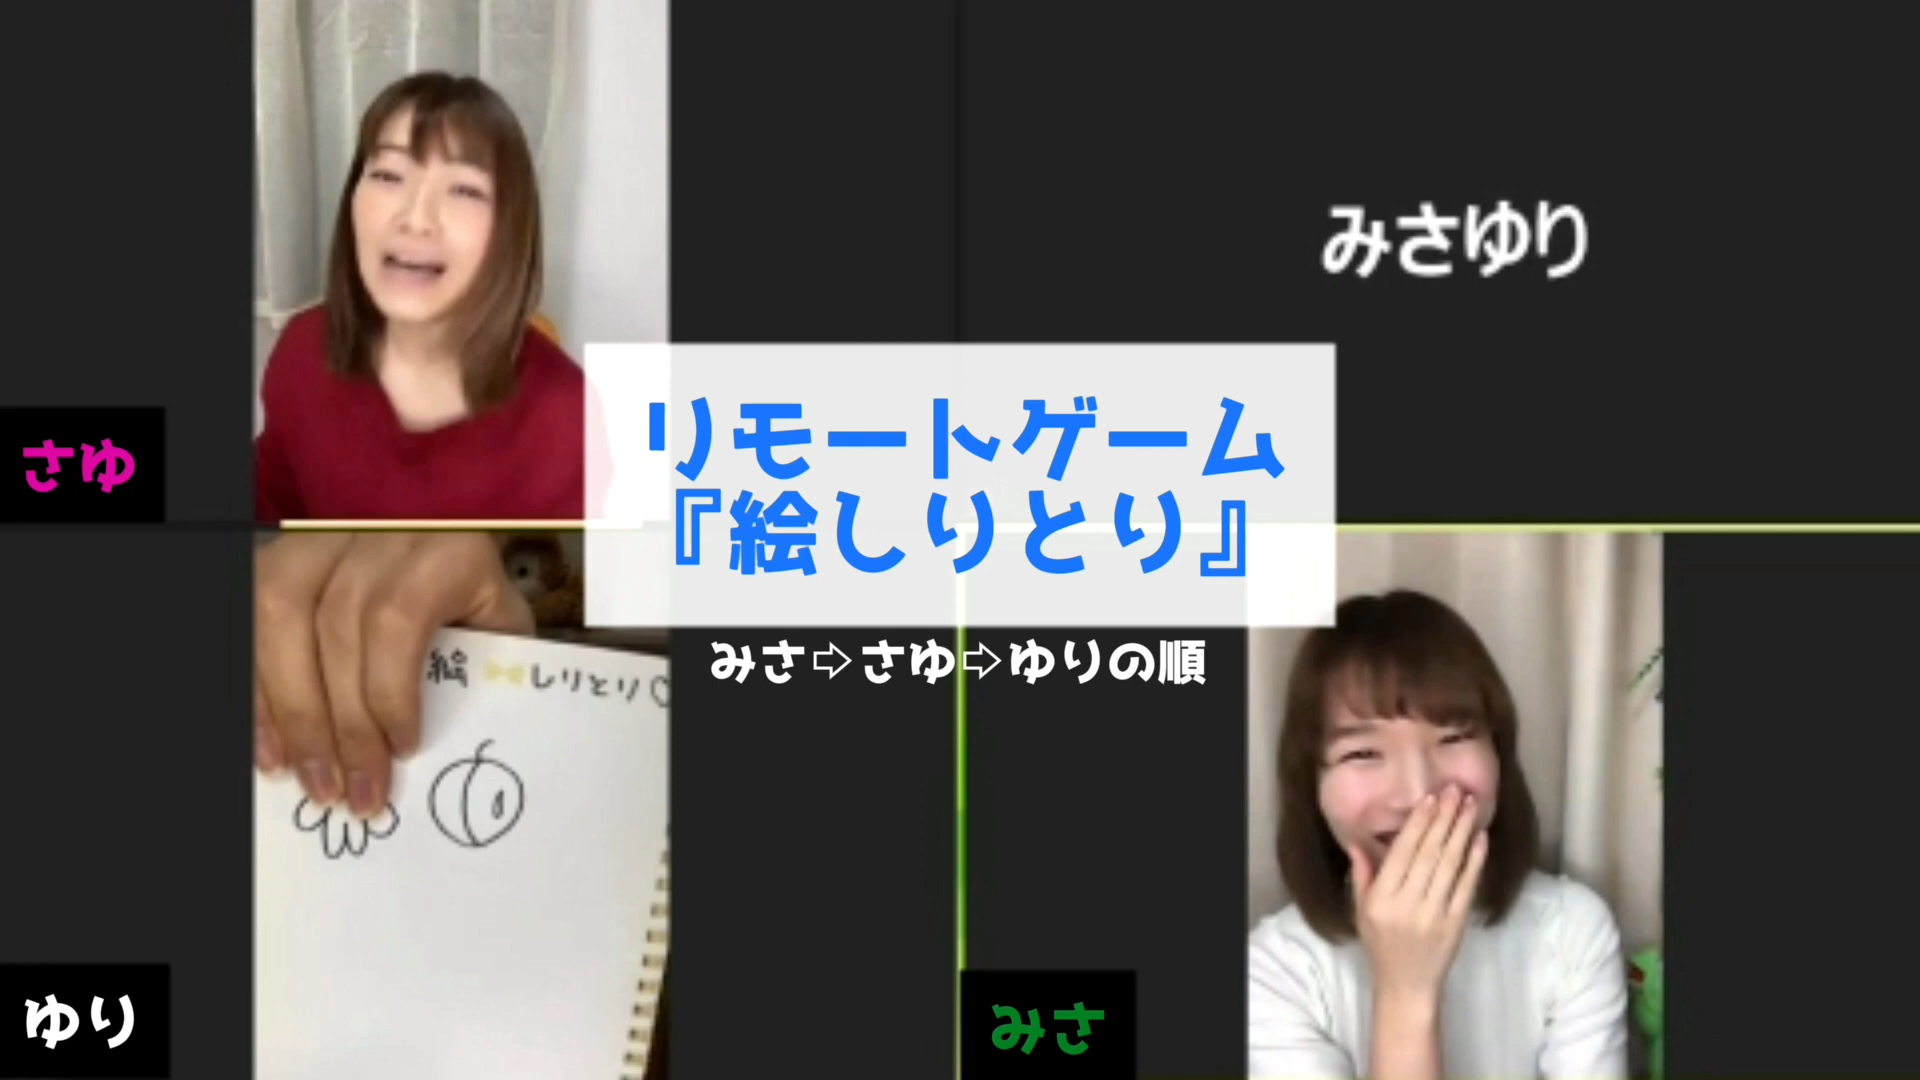 みさゆり
リモートゲーム
『絵しりとり』
さゆ
みさ⇨さゆ⇨ゆりの順
絵 しりとり♡
ゆり
みさ